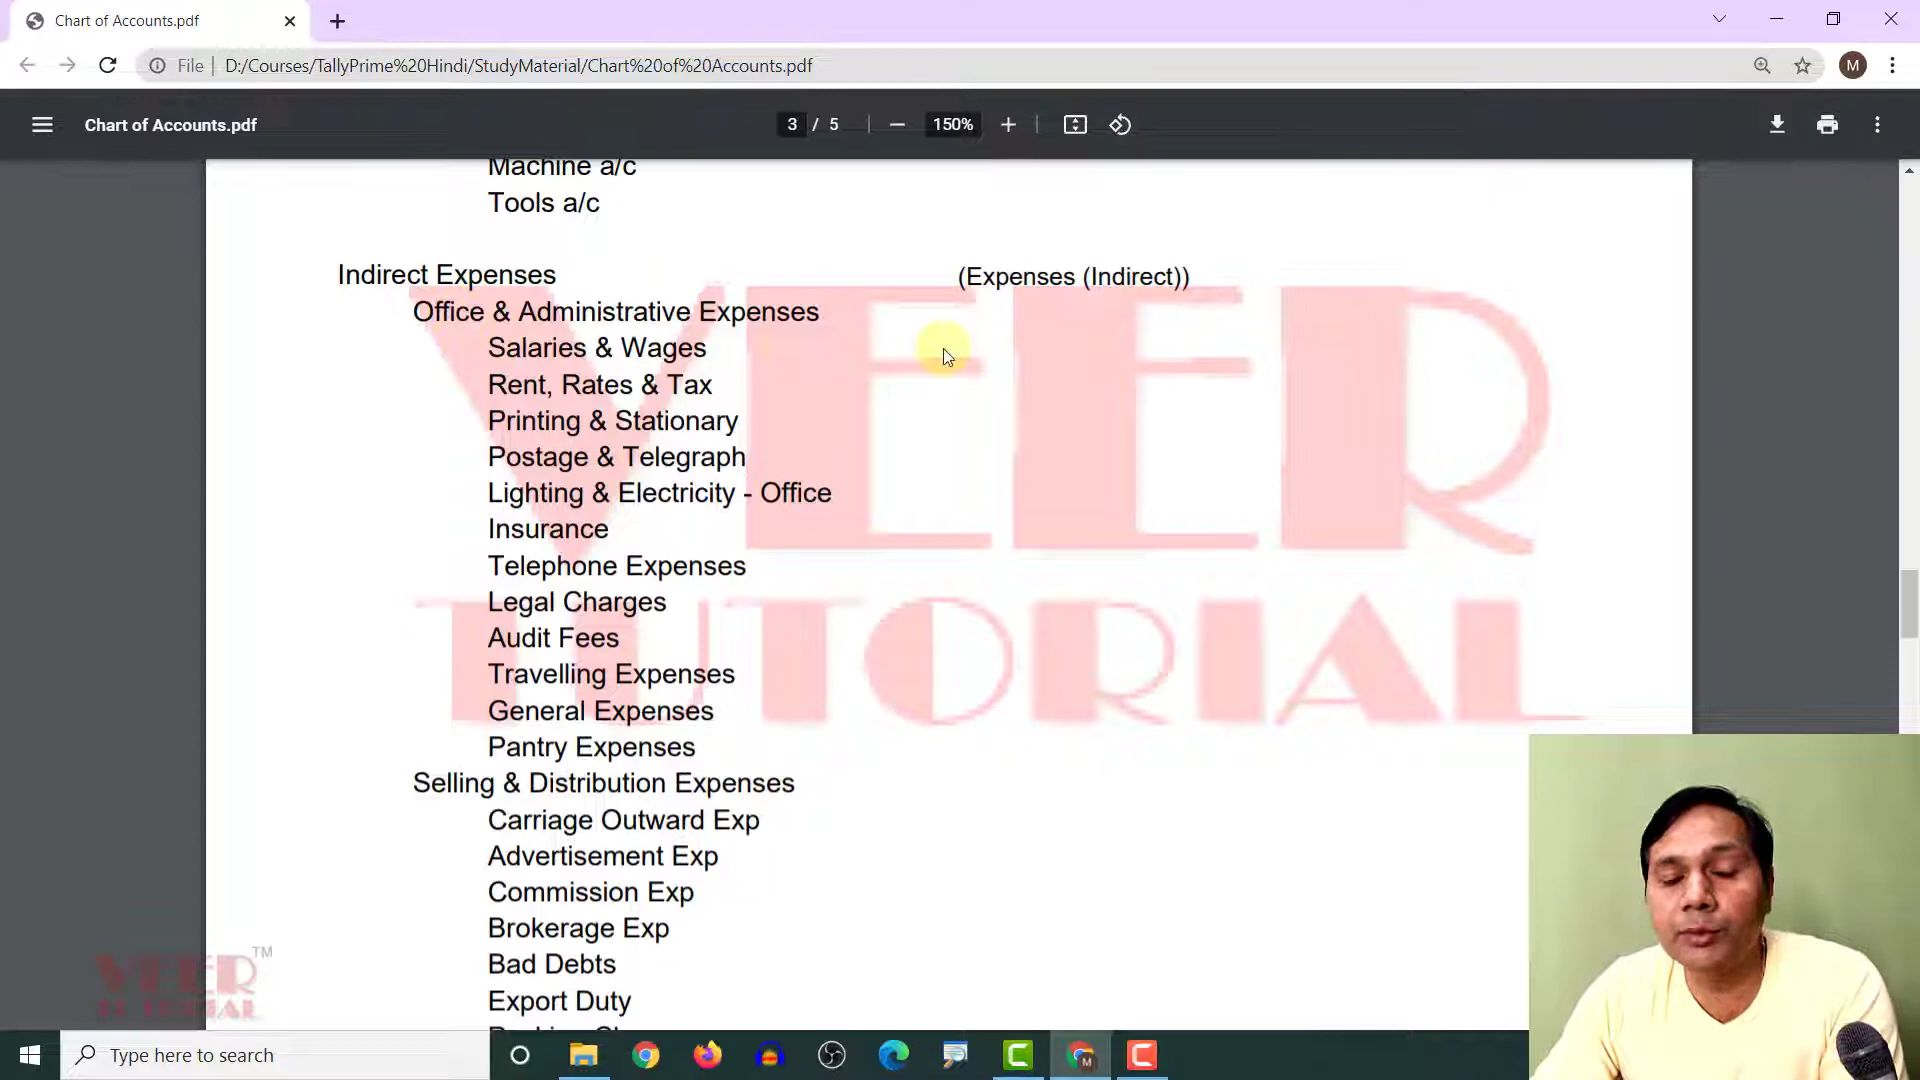 Chart of Accounts.pdf
File
D:/Courses/TallyPrime%20Hindi/StudyMaterial/Chart%20of%20Accounts.pdf
M
Chart of Accounts.pdf
3 / 5
150%
Machine a/c
Tools a/c
Indirect Expenses (Expenses (Indirect))
Office & Administrative Expenses
Salaries & Wages
Rent, Rates & Tax
Printing & Stationary
Postage & Telegraph
Lighting & Electricity - Office
Insurance
Telephone Expenses
Legal Charges
Audit Fees
Travelling Expenses
General Expenses
Pantry Expenses
Selling & Distribution Expenses
Carriage Outward Exp
Advertisement Exp
Commission Exp
Brokerage Exp
Bad Debts
Export Duty
VEER
TUTORIAL
VEER TM
TUTORIAL
Type here to search